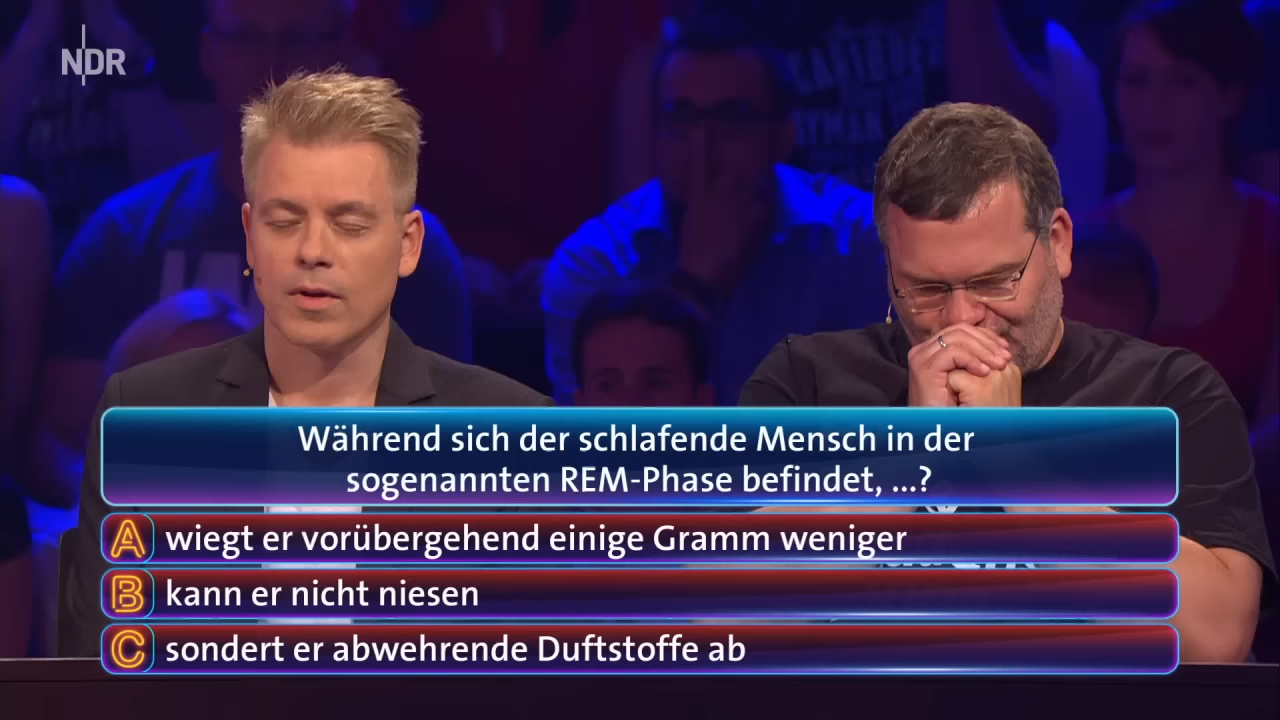 NDR
Während sich der schlafende Mensch in der
sogenannten REM-Phase befindet, ...?
A wiegt er vorübergehend einige Gramm weniger
B kann er nicht niesen
C sondert er abwehrende Duftstoffe ab